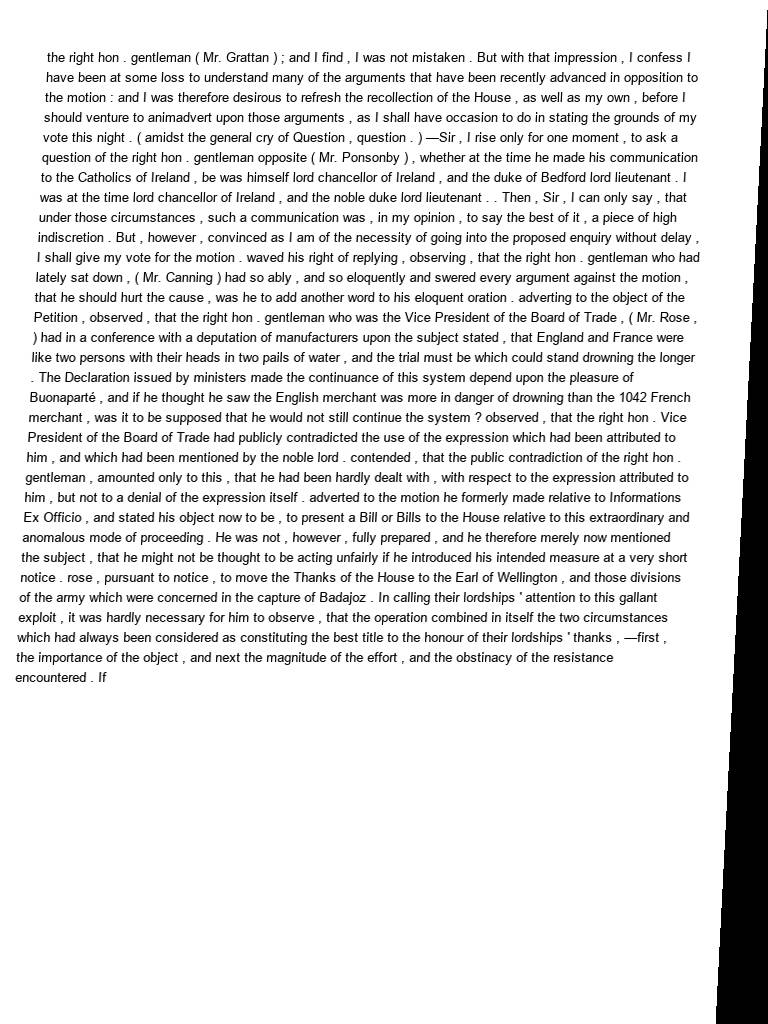 the right hon . gentleman ( Mr. Grattan ) ; and I find , I was not mistaken . But with that impression , I confess I
have been at some loss to understand many of the arguments that have been recently advanced in opposition to
the motion : and I was therefore desirous to refresh the recollection of the House , as well as my own , before I
should venture to animadvert upon those arguments , as I shall have occasion to do in stating the grounds of my
vote this night . ( amidst the general cry of Question , question . ) —Sir , I rise only for one moment , to ask a
question of the right hon . gentleman opposite ( Mr. Ponsonby ) , whether at the time he made his communication
to the Catholics of Ireland , be was himself lord chancellor of Ireland , and the duke of Bedford lord lieutenant . I
was at the time lord chancellor of Ireland , and the noble duke lord lieutenant . . Then , Sir , I can only say , that
under those circumstances , such a communication was , in my opinion , to say the best of it , a piece of high
indiscretion . But , however , convinced as I am of the necessity of going into the proposed enquiry without delay ,
I shall give my vote for the motion . waved his right of replying , observing , that the right hon . gentleman who had
lately sat down , ( Mr. Canning ) had so ably , and so eloquently and swered every argument against the motion ,
that he should hurt the cause , was he to add another word to his eloquent oration . adverting to the object of the
Petition , observed , that the right hon . gentleman who was the Vice President of the Board of Trade , ( Mr. Rose ,
) had in a conference with a deputation of manufacturers upon the subject stated , that England and France were
like two persons with their heads in two pails of water , and the trial must be which could stand drowning the longer
. The Declaration issued by ministers made the continuance of this system depend upon the pleasure of
Buonaparté , and if he thought he saw the English merchant was more in danger of drowning than the 1042 French
merchant , was it to be supposed that he would not still continue the system ? observed , that the right hon . Vice
President of the Board of Trade had publicly contradicted the use of the expression which had been attributed to
him , and which had been mentioned by the noble lord . contended , that the public contradiction of the right hon .
gentleman , amounted only to this , that he had been hardly dealt with , with respect to the expression attributed to
him , but not to a denial of the expression itself . adverted to the motion he formerly made relative to Informations
Ex Officio , and stated his object now to be , to present a Bill or Bills to the House relative to this extraordinary and
anomalous mode of proceeding . He was not , however , fully prepared , and he therefore merely now mentioned
the subject , that he might not be thought to be acting unfairly if he introduced his intended measure at a very short
notice . rose , pursuant to notice , to move the Thanks of the House to the Earl of Wellington , and those divisions
of the army which were concerned in the capture of Badajoz . In calling their lordships ' attention to this gallant
exploit , it was hardly necessary for him to observe , that the operation combined in itself the two circumstances
which had always been considered as constituting the best title to the honour of their lordships ' thanks , —first ,
the importance of the object , and next the magnitude of the effort , and the obstinacy of the resistance
encountered . If